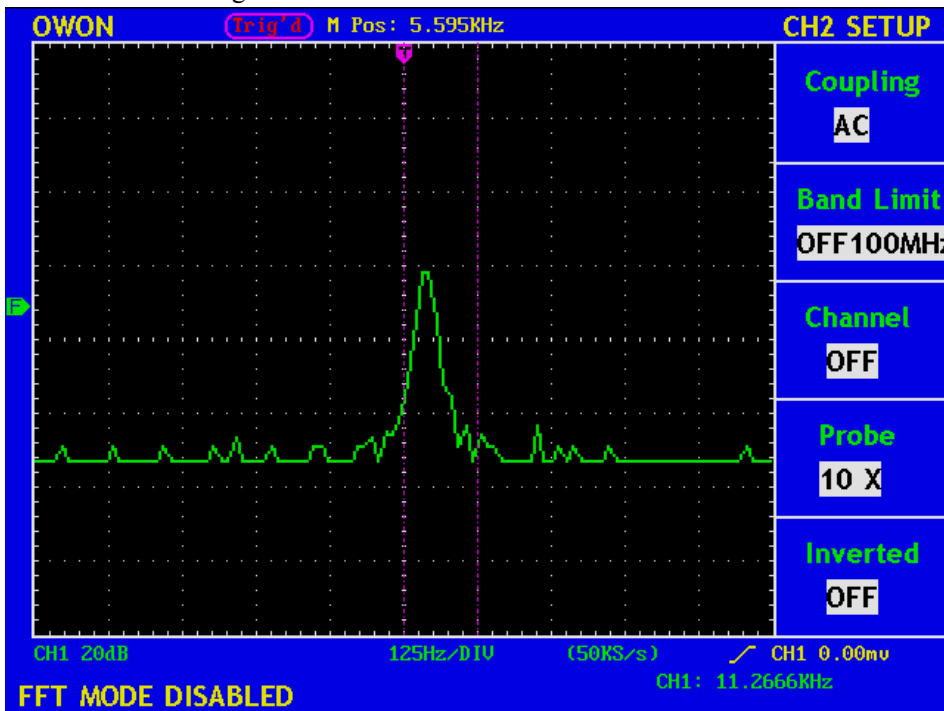 OWON Trig'd M Pos: 5.595KHz CH2 SETUP
T
Coupling
AC
Band Limit
OFF100MHz
F
Channel
OFF
Probe
10 X
Inverted
OFF
CH1 20dB 125Hz/DIV (50KS/s) CH1 0.00mv
CH1: 11.2666KHz
FFT MODE DISABLED